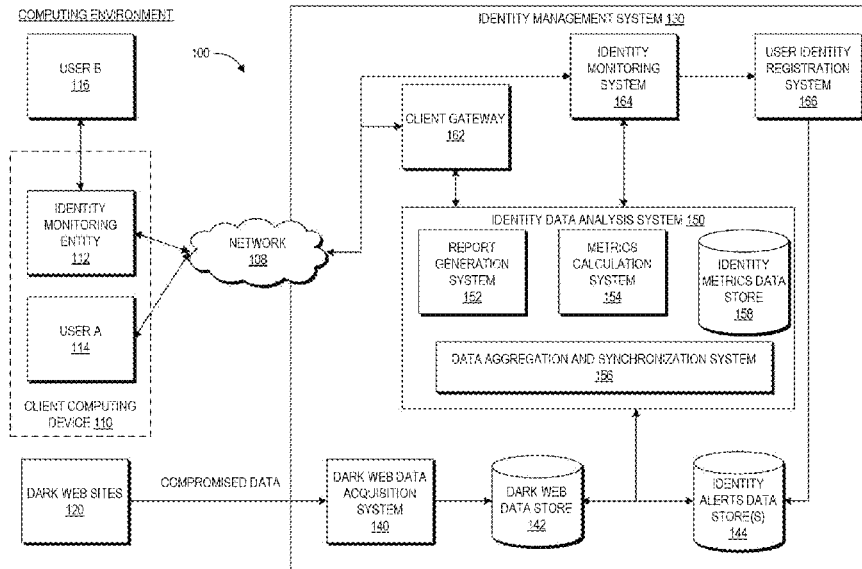 COMPUTING ENVIRONMENT
100
USER B
116
IDENTITY
MONITORING
ENTITY
112
USER A
114
CLIENT COMPUTING
DEVICE 110
NETWORK
108
IDENTITY MANAGEMENT SYSTEM 130
IDENTITY
MONITORING
SYSTEM
164
USER IDENTITY
REGISTRATION
SYSTEM
166
CLIENT GATEWAY
162
IDENTITY DATA ANALYSIS SYSTEM 150
REPORT
GENERATION
SYSTEM
152
METRICS
CALCULATION
SYSTEM
154
IDENTITY
METRICS DATA
STORE
158
DATA AGGREGATION AND SYNCHRONIZATION SYSTEM
156
DARK WEB SITES
120
COMPROMISED DATA
DARK WEB DATA
ACQUISITION
SYSTEM
140
DARK WEB
DATA STORE
142
IDENTITY
ALERTS DATA
STORE(S)
144